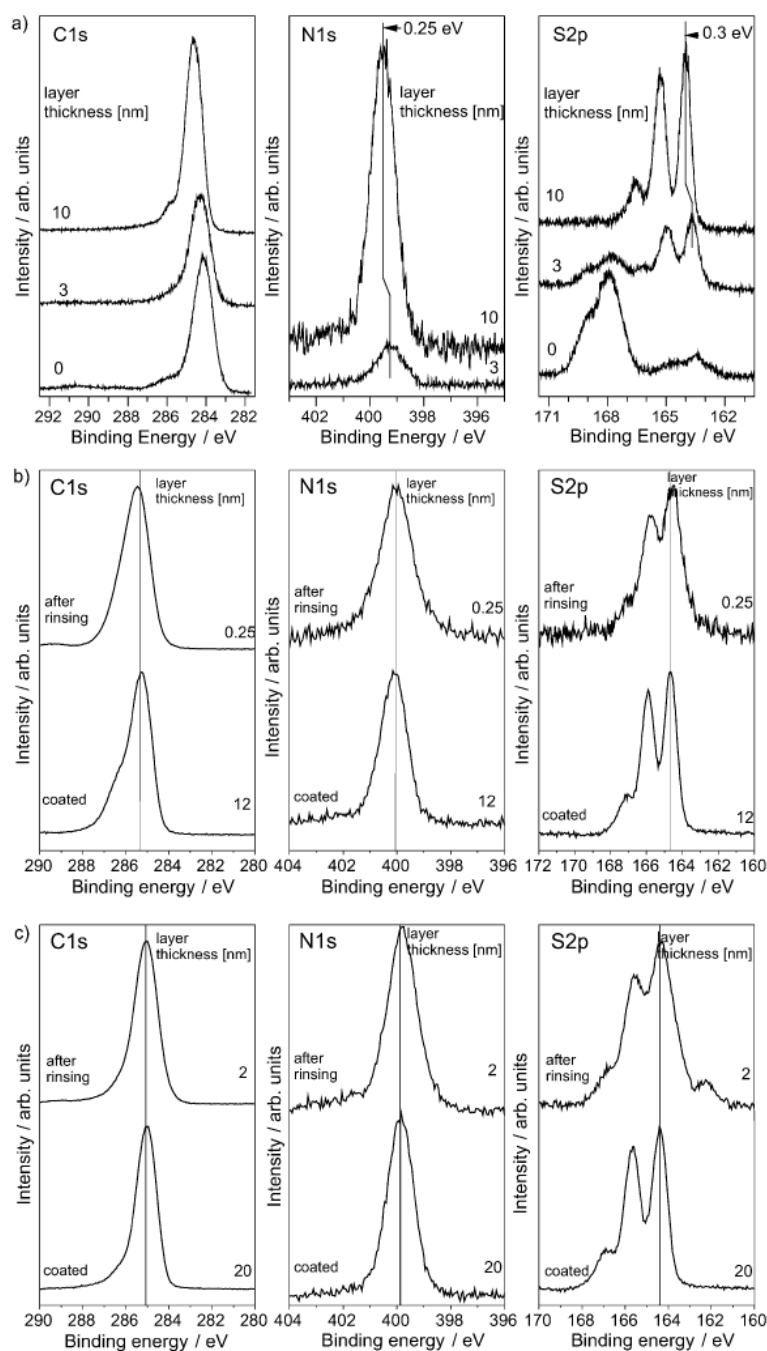 a)
C1s
layer
thickness [nm]
10
3
0
Intensity / arb. units
292 290 288 286 284 282
Binding Energy / eV
N1s
0.25 eV
layer
thickness [nm]
10
3
Intensity / arb. units
402 400 398 396
Binding Energy / eV
S2p
0.3 eV
layer
thickness [nm]
10
3
0
Intensity / arb. units
171 168 165 162
Binding Energy / eV
b)
C1s
layer
thickness [nm]
after
rinsing
0.25
coated
12
Intensity / arb. units
290 288 286 284 282 280
Binding energy / eV
N1s
layer
thickness [nm]
after
rinsing
0.25
coated
12
Intensity / arb. units
404 402 400 398 396
Binding energy / eV
S2p
layer
thickness [nm]
after
rinsing
0.25
coated
12
Intensity / arb. units
172 170 168 166 164 162 160
Binding energy / eV
c)
C1s
layer
thickness [nm]
after
rinsing
2
coated
20
Intensity / arb. units
290 288 286 284 282 280
Binding energy / eV
N1s
layer
thickness [nm]
after
rinsing
2
coated
20
Intensity / arb. units
404 402 400 398 396
Binding energy / eV
S2p
layer
thickness [nm]
after
rinsing
2
coated
20
Intensity / arb. units
170 168 166 164 162 160
Binding energy / eV